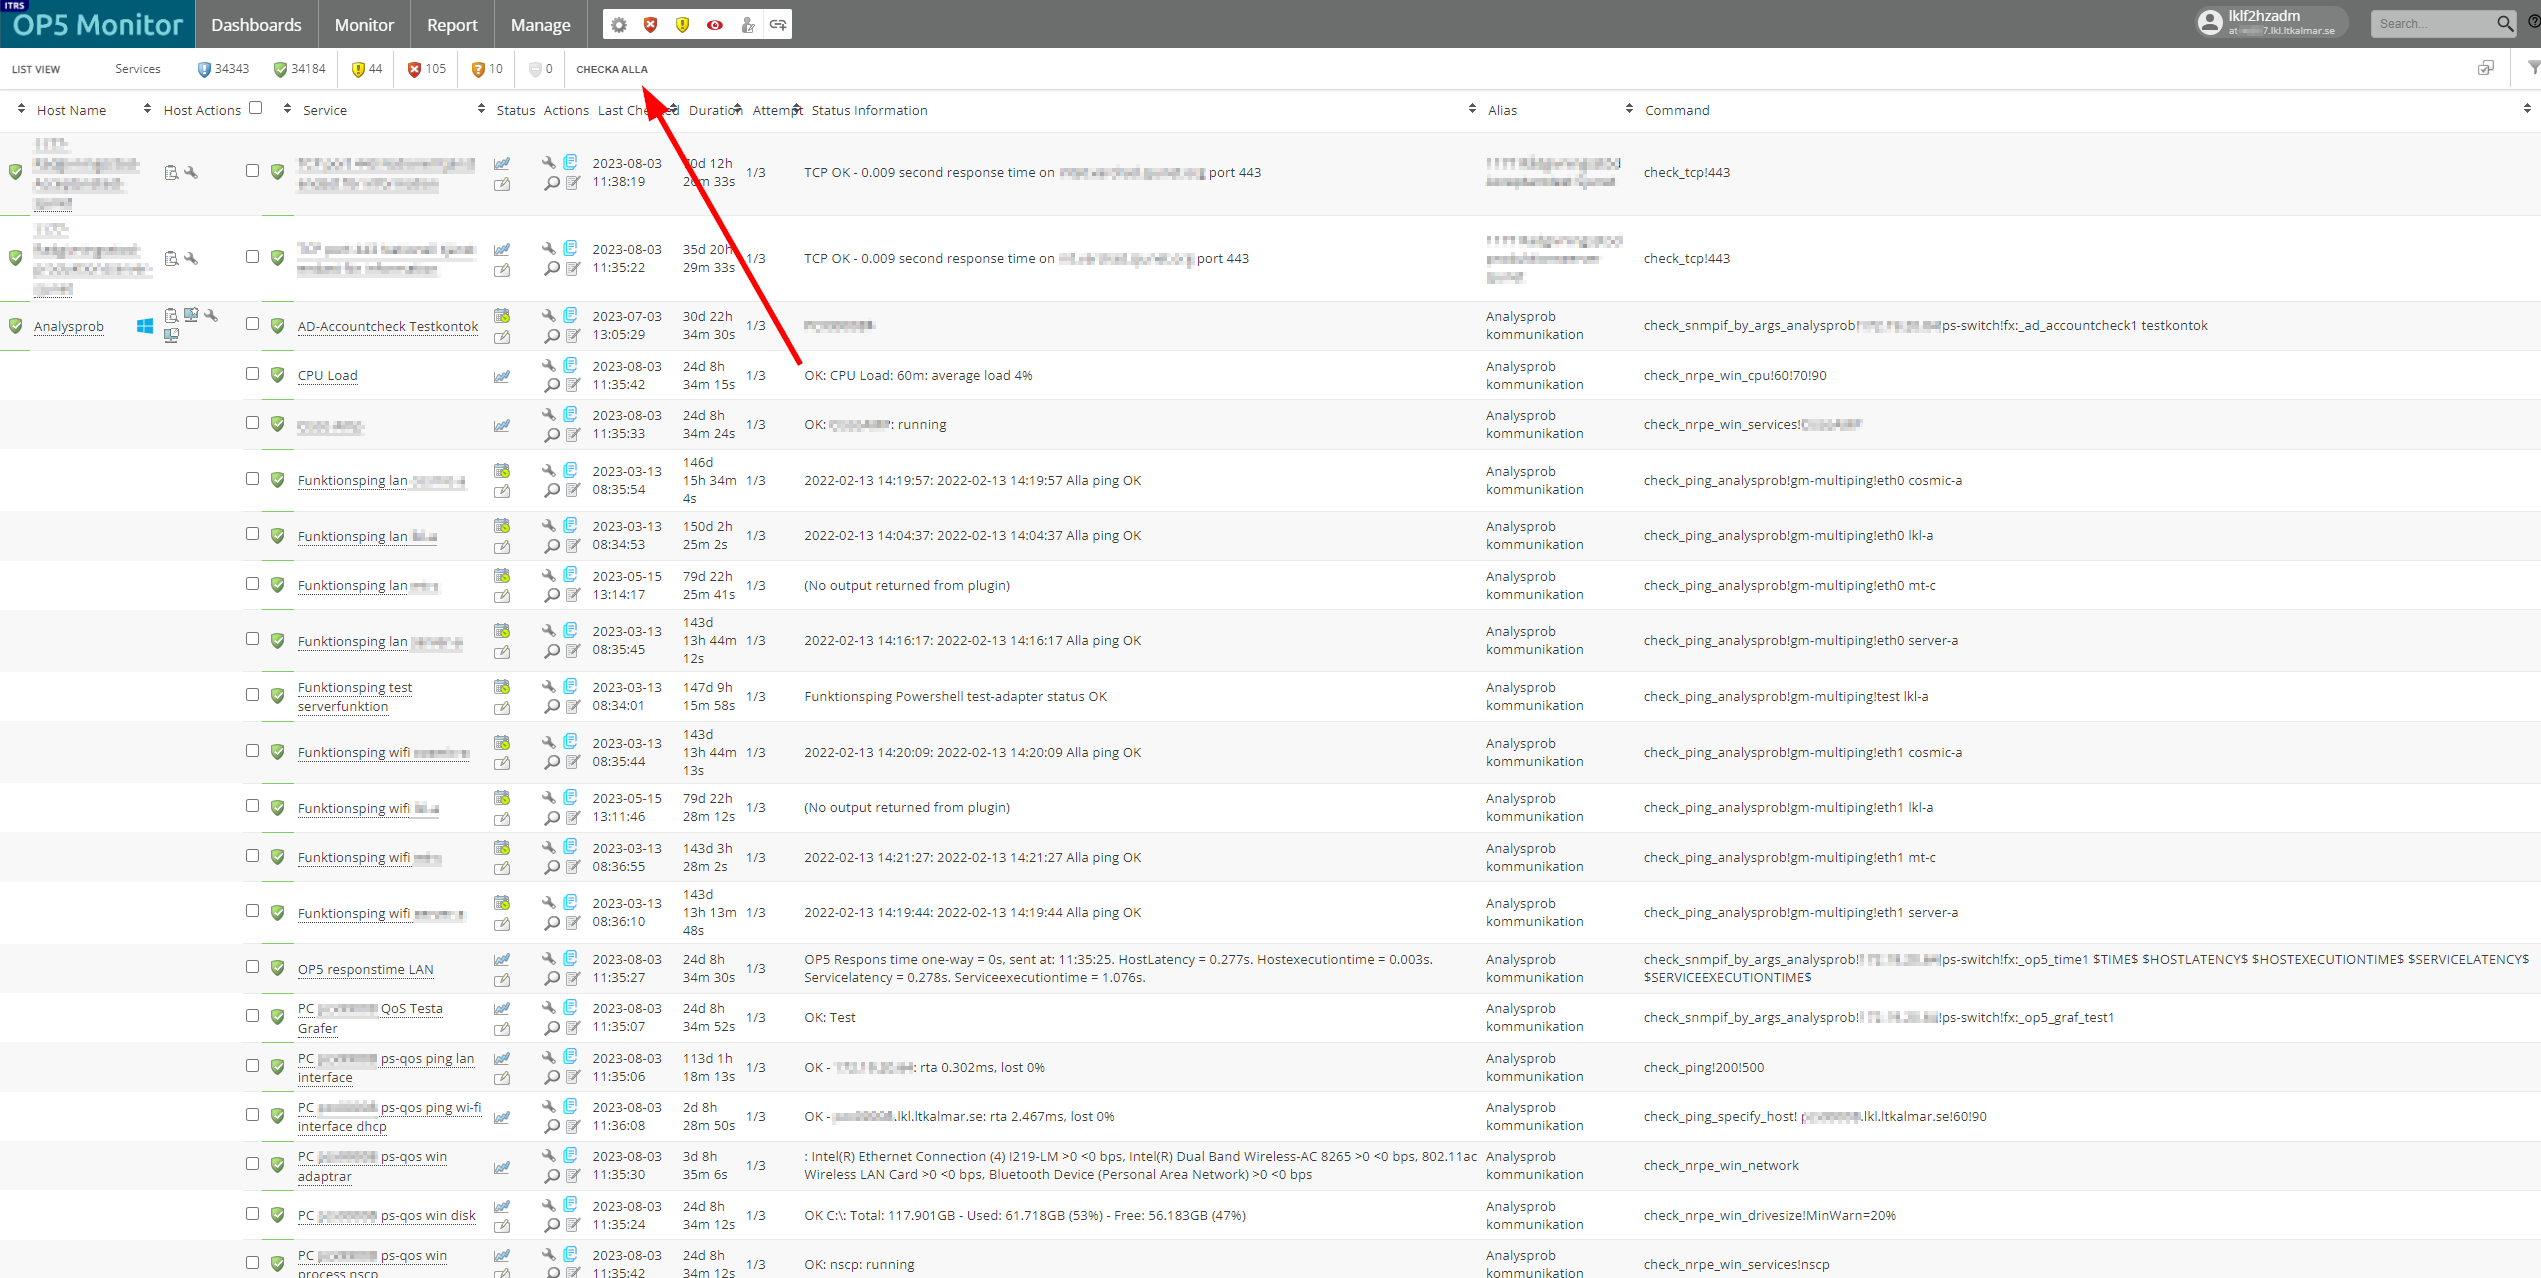 ITRS
OP5 Monitor
Dashboards
Monitor
Report
Manage
lklf2hzadm
at 7.lkl.ltkalmar.se
Search...
LIST VIEW
Services
34343
34184
44
105
10
0
CHECKA ALLA
Host Name Host Actions Service Status Actions Last Duration Attempt Status Information Alias Command
2023-08-03 11:38:19
12h 33s
1/3
TCP OK - 0.009 second response time on port 443
check_tcp!443
2023-08-03 11:35:22
35d 20h 29m 33s
1/3
TCP OK - 0.009 second response time on port 443
check_tcp!443
Analysprob
AD-Accountcheck Testkontok
2023-07-03 13:05:29
30d 22h 34m 30s
1/3
Analysprob kommunikation
check_snmpif_by_args_analysprob! ps-switch!fx:_ad_accountcheck1 testkontok
CPU Load
2023-08-03 11:35:42
24d 8h 34m 15s
1/3
OK: CPU Load: 60m: average load 4%
Analysprob kommunikation
check_nrpe_win_cpu!60!70!90
2023-08-03 11:35:33
24d 8h 34m 24s
1/3
OK: : running
Analysprob kommunikation
check_nrpe_win_services!
Funktionsping lan
2023-03-13 08:35:54
146d 15h 34m 4s
1/3
2022-02-13 14:19:57: 2022-02-13 14:19:57 Alla ping OK
Analysprob kommunikation
check_ping_analysprob!gm-multiping!eth0 cosmic-a
Funktionsping lan
2023-03-13 08:34:53
150d 2h 25m 2s
1/3
2022-02-13 14:04:37: 2022-02-13 14:04:37 Alla ping OK
Analysprob kommunikation
check_ping_analysprob!gm-multiping!eth0 lkl-a
Funktionsping lan
2023-05-15 13:14:17
79d 22h 25m 41s
1/3
(No output returned from plugin)
Analysprob kommunikation
check_ping_analysprob!gm-multiping!eth0 mt-c
Funktionsping lan
2023-03-13 08:35:45
143d 13h 44m 12s
1/3
2022-02-13 14:16:17: 2022-02-13 14:16:17 Alla ping OK
Analysprob kommunikation
check_ping_analysprob!gm-multiping!eth0 server-a
Funktionsping test serverfunktion
2023-03-13 08:34:01
147d 9h 15m 58s
1/3
Funktionsping Powershell test-adapter status OK
Analysprob kommunikation
check_ping_analysprob!gm-multiping!test lkl-a
Funktionsping wifi
2023-03-13 08:35:44
143d 13h 44m 13s
1/3
2022-02-13 14:20:09: 2022-02-13 14:20:09 Alla ping OK
Analysprob kommunikation
check_ping_analysprob!gm-multiping!eth1 cosmic-a
Funktionsping wifi
2023-05-15 13:11:46
79d 22h 28m 12s
1/3
(No output returned from plugin)
Analysprob kommunikation
check_ping_analysprob!gm-multiping!eth1 lkl-a
Funktionsping wifi
2023-03-13 08:36:55
143d 3h 28m 2s
1/3
2022-02-13 14:21:27: 2022-02-13 14:21:27 Alla ping OK
Analysprob kommunikation
check_ping_analysprob!gm-multiping!eth1 mt-c
Funktionsping wifi
2023-03-13 08:36:10
143d 13h 13m 48s
1/3
2022-02-13 14:19:44: 2022-02-13 14:19:44 Alla ping OK
Analysprob kommunikation
check_ping_analysprob!gm-multiping!eth1 server-a
OP5 responstime LAN
2023-08-03 11:35:27
24d 8h 34m 30s
1/3
OP5 Respons time one-way = 0s, sent at: 11:35:25. HostLatency = 0.277s. Hostexecutiontime = 0.003s.
Servicelatency = 0.278s. Serviceexecutiontime = 1.076s.
Analysprob kommunikation
check_snmpif_by_args_analysprob! ps-switch!fx:_op5_time1 $TIME$ $HOSTLATENCY$ $HOSTEXECUTIONTIME$ $SERVICELATENCY$
$SERVICEEXECUTIONTIME$
PC QoS Testa Grafer
2023-08-03 11:35:07
24d 8h 34m 52s
1/3
OK: Test
Analysprob kommunikation
check_snmpif_by_args_analysprob! !ps-switch!fx:_op5_graf_test1
PC ps-qos ping lan interface
2023-08-03 11:35:06
113d 1h 18m 13s
1/3
OK - : rta 0.302ms, lost 0%
Analysprob kommunikation
check_ping!200!500
PC ps-qos ping wi-fi interface dhcp
2023-08-03 11:36:08
2d 8h 28m 50s
1/3
OK - .lkl.ltkalmar.se: rta 2.467ms, lost 0%
Analysprob kommunikation
check_ping_specify_host! .lkl.ltkalmar.se!60!90
PC ps-qos win adaptrar
2023-08-03 11:35:30
3d 8h 35m 6s
1/3
: Intel(R) Ethernet Connection (4) I219-LM >0 <0 bps, Intel(R) Dual Band Wireless-AC 8265 >0 <0 bps, 802.11ac
Wireless LAN Card >0 <0 bps, Bluetooth Device (Personal Area Network) >0 <0 bps
Analysprob kommunikation
check_nrpe_win_network
PC ps-qos win disk
2023-08-03 11:35:24
24d 8h 34m 12s
1/3
OK C:\: Total: 117.901GB - Used: 61.718GB (53%) - Free: 56.183GB (47%)
Analysprob kommunikation
check_nrpe_win_drivesize!MinWarn=20%
PC ps-qos win process nscp
2023-08-03 11:35:42
24d 8h 34m 12s
1/3
OK: nscp: running
Analysprob kommunikation
check_nrpe_win_services!nscp